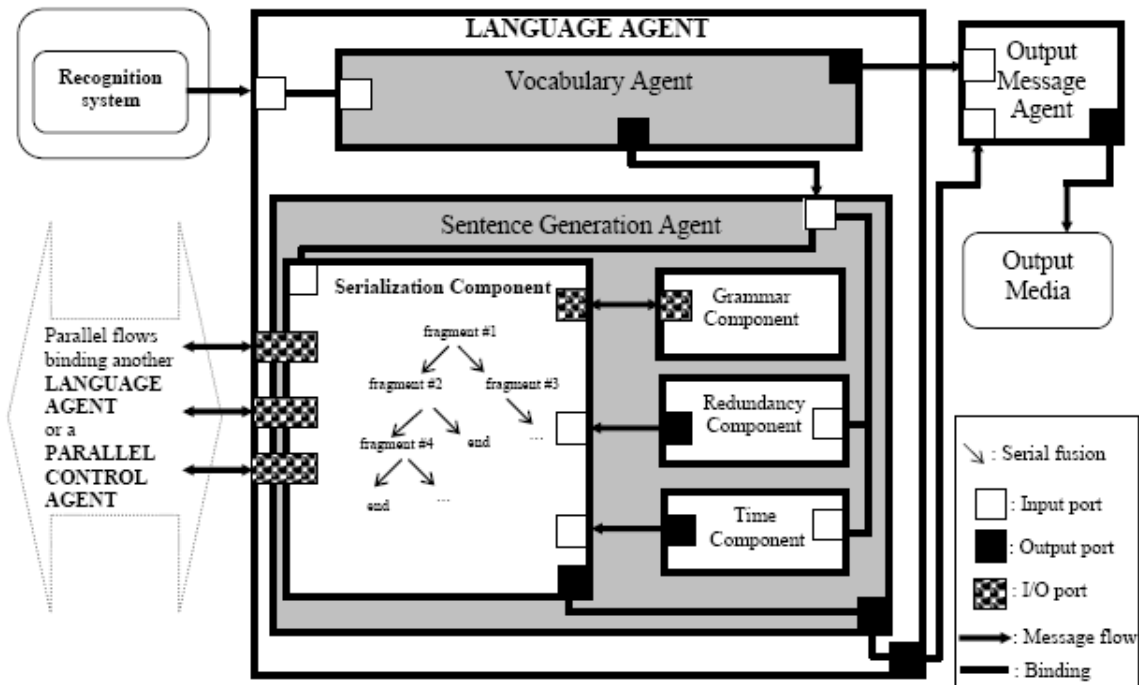 LANGUAGE AGENT
Recognition
system
Vocabulary Agent
Output
Message
Agent
Sentence Generation Agent
Output
Media
Serialization Component
fragment #1
fragment #2
fragment #3
fragment #4
end
...
end
...
Grammar
Component
Redundancy
Component
Time
Component
Parallel flows
binding another
LANGUAGE
AGENT
or a
PARALLEL
CONTROL
AGENT
: Serial fusion
: Input port
: Output port
: I/O port
: Message flow
: Binding